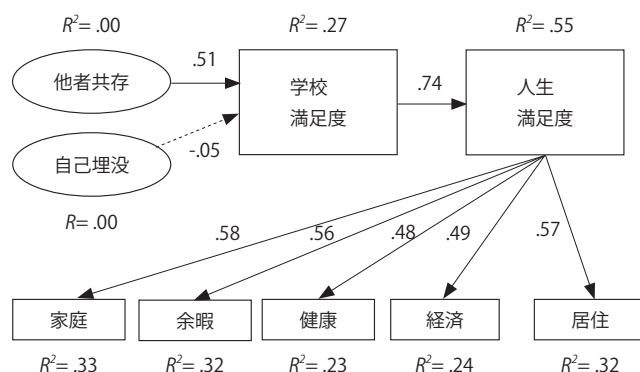 R²= .00
R²= .27
R²= .55
.51
他者共存
学校
満足度
.74
人生
満足度
自己埋没
-.05
R= .00
.58
.56
.48
.49
.57
家庭
余暇
健康
経済
居住
R²= .33
R²= .32
R²= .23
R²= .24
R²= .32